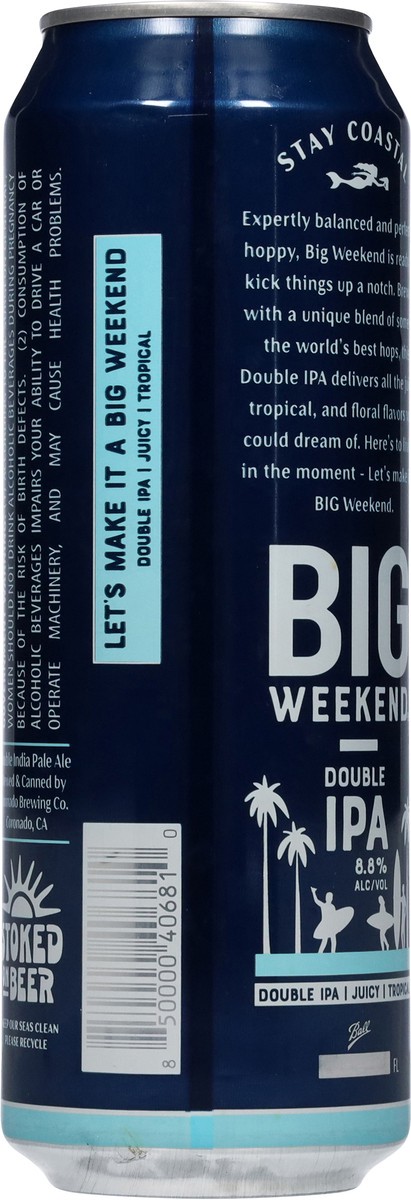 WOMEN SHOULD NOT DRINK ALCOHOLIC BEVERAGES DURING PREGNANCY
BECAUSE OF THE RISK OF BIRTH DEFECTS. (2) CONSUMPTION OF
ALCOHOLIC BEVERAGES IMPAIRS YOUR ABILITY TO DRIVE A CAR OR
OPERATE MACHINERY, AND MAY CAUSE HEALTH PROBLEMS.
India Pale Ale
& Canned by
Brewing Co.
Coronado, CA
STOKED
ON BEER
KEEP OUR SEAS CLEAN
PLEASE RECYCLE
LET'S MAKE IT A BIG WEEKEND
DOUBLE IPA | JUICY | TROPICAL
8 50000 40681 0
STAY COASTAL
Expertly balanced and
hoppy, Big Weekend is
kick things up a notch.
with a unique blend of
the world's best hops,
Double IPA delivers all the
tropical, and floral flavors
could dream of. Here's to
in the moment - Let's make
BIG Weekend.
BIG
WEEKEND
DOUBLE
IPA
8.8%
ALC/VOL
DOUBLE IPA | JUICY | TROPICAL
Ball
FL